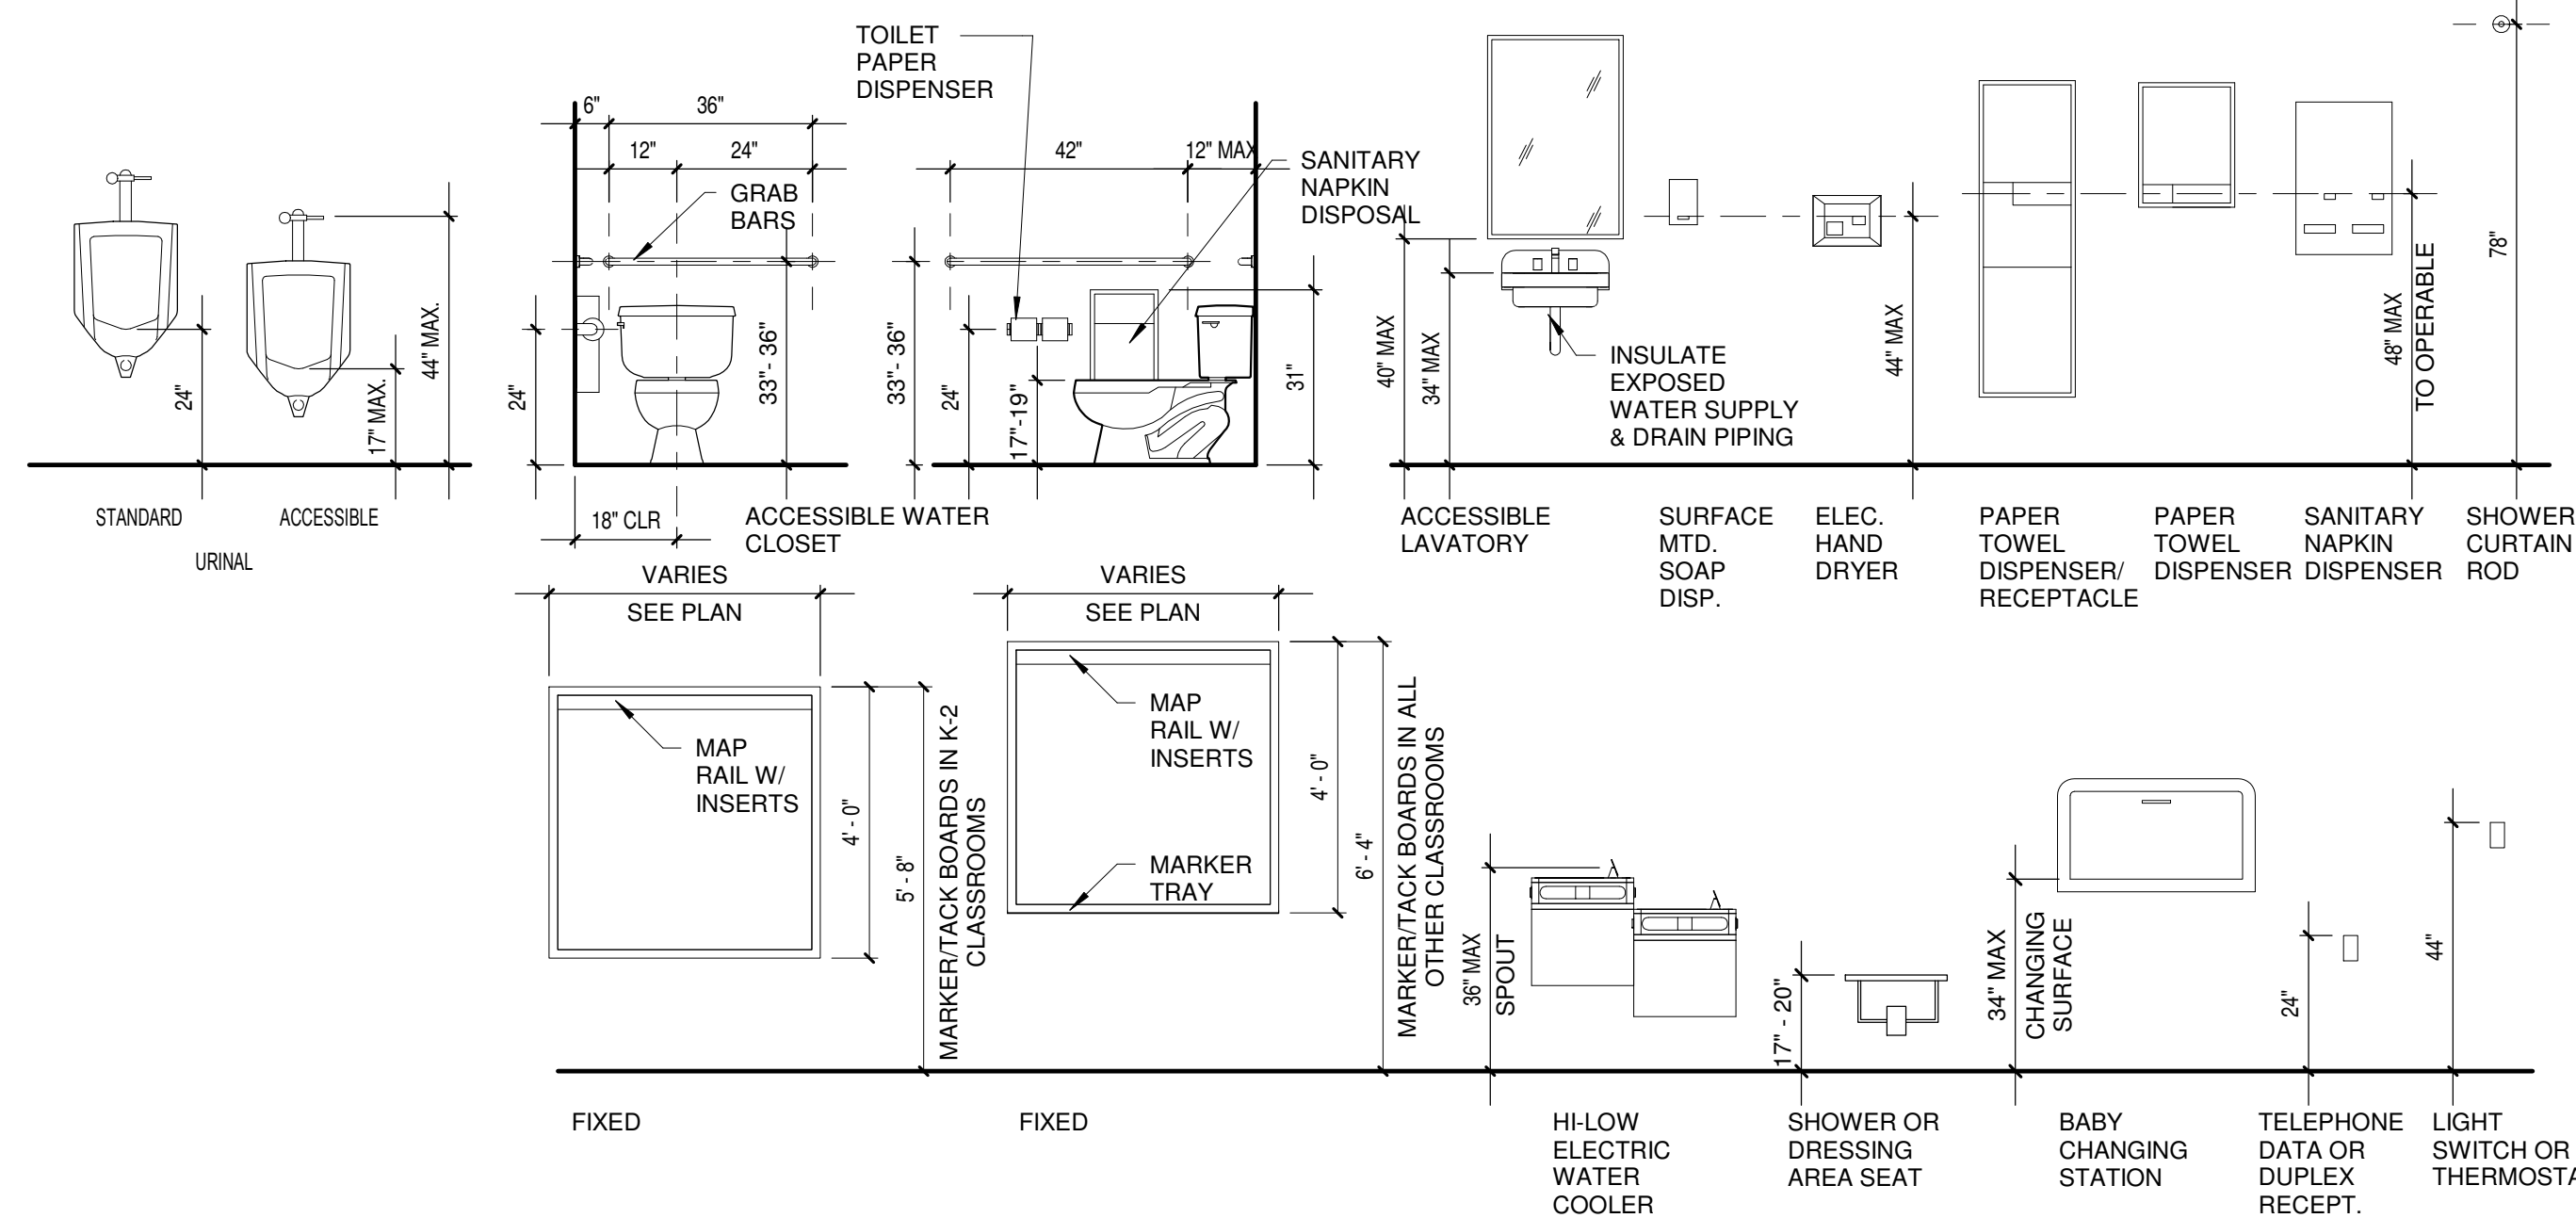 TOILET
PAPER
DISPENSER
6"
36"
12"
24"
GRAB
BARS
42"
12" MAX
SANITARY
NAPKIN
DISPOSAL
24"
17" MAX.
44" MAX.
24"
33"- 36"
33"- 36"
24"
17"-19"
31"
40" MAX
34" MAX
INSULATE
EXPOSED
WATER SUPPLY
& DRAIN PIPING
44" MAX
48" MAX
TO OPERABLE
78"
STANDARD
ACCESSIBLE
URINAL
18" CLR
ACCESSIBLE WATER
CLOSET
ACCESSIBLE
LAVATORY
SURFACE
MTD.
SOAP
DISP.
ELEC.
HAND
DRYER
PAPER
TOWEL
DISPENSER/
RECEPTACLE
PAPER
TOWEL
DISPENSER
SANITARY
NAPKIN
DISPENSER
SHOWER
CURTAIN
ROD
VARIES
SEE PLAN
MAP
RAIL W/
INSERTS
4' - 0"
5' - 8"
MARKER/TACK BOARDS IN K-2
CLASSROOMS
VARIES
SEE PLAN
MAP
RAIL W/
INSERTS
MARKER
TRAY
4' - 0"
6' - 4"
MARKER/TACK BOARDS IN ALL
OTHER CLASSROOMS
36" MAX
SPOUT
17" - 20"
34" MAX
CHANGING
SURFACE
24"
44"
FIXED
FIXED
HI-LOW
ELECTRIC
WATER
COOLER
SHOWER OR
DRESSING
AREA SEAT
BABY
CHANGING
STATION
TELEPHONE
DATA OR
DUPLEX
RECEPT.
LIGHT
SWITCH OR
THERMOSTA